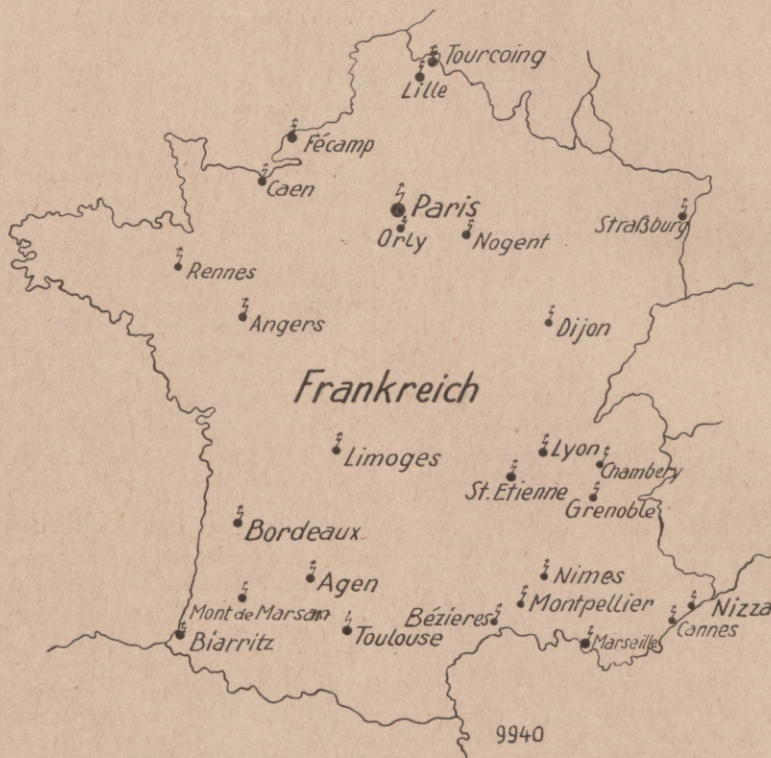 Tourcoing
Lille
Fécamp
Caen
Paris
Orly
Nogent
Straßburg
Rennes
Angers
Dijon
Frankreich
Limoges
Lyon
Chambery
St. Etienne
Grenoble
Bordeaux
Agen
Nimes
Mont de Marsan
Montpellier
Bézieres
Nizza
Cannes
Biarritz
Toulouse
Marseille
9940